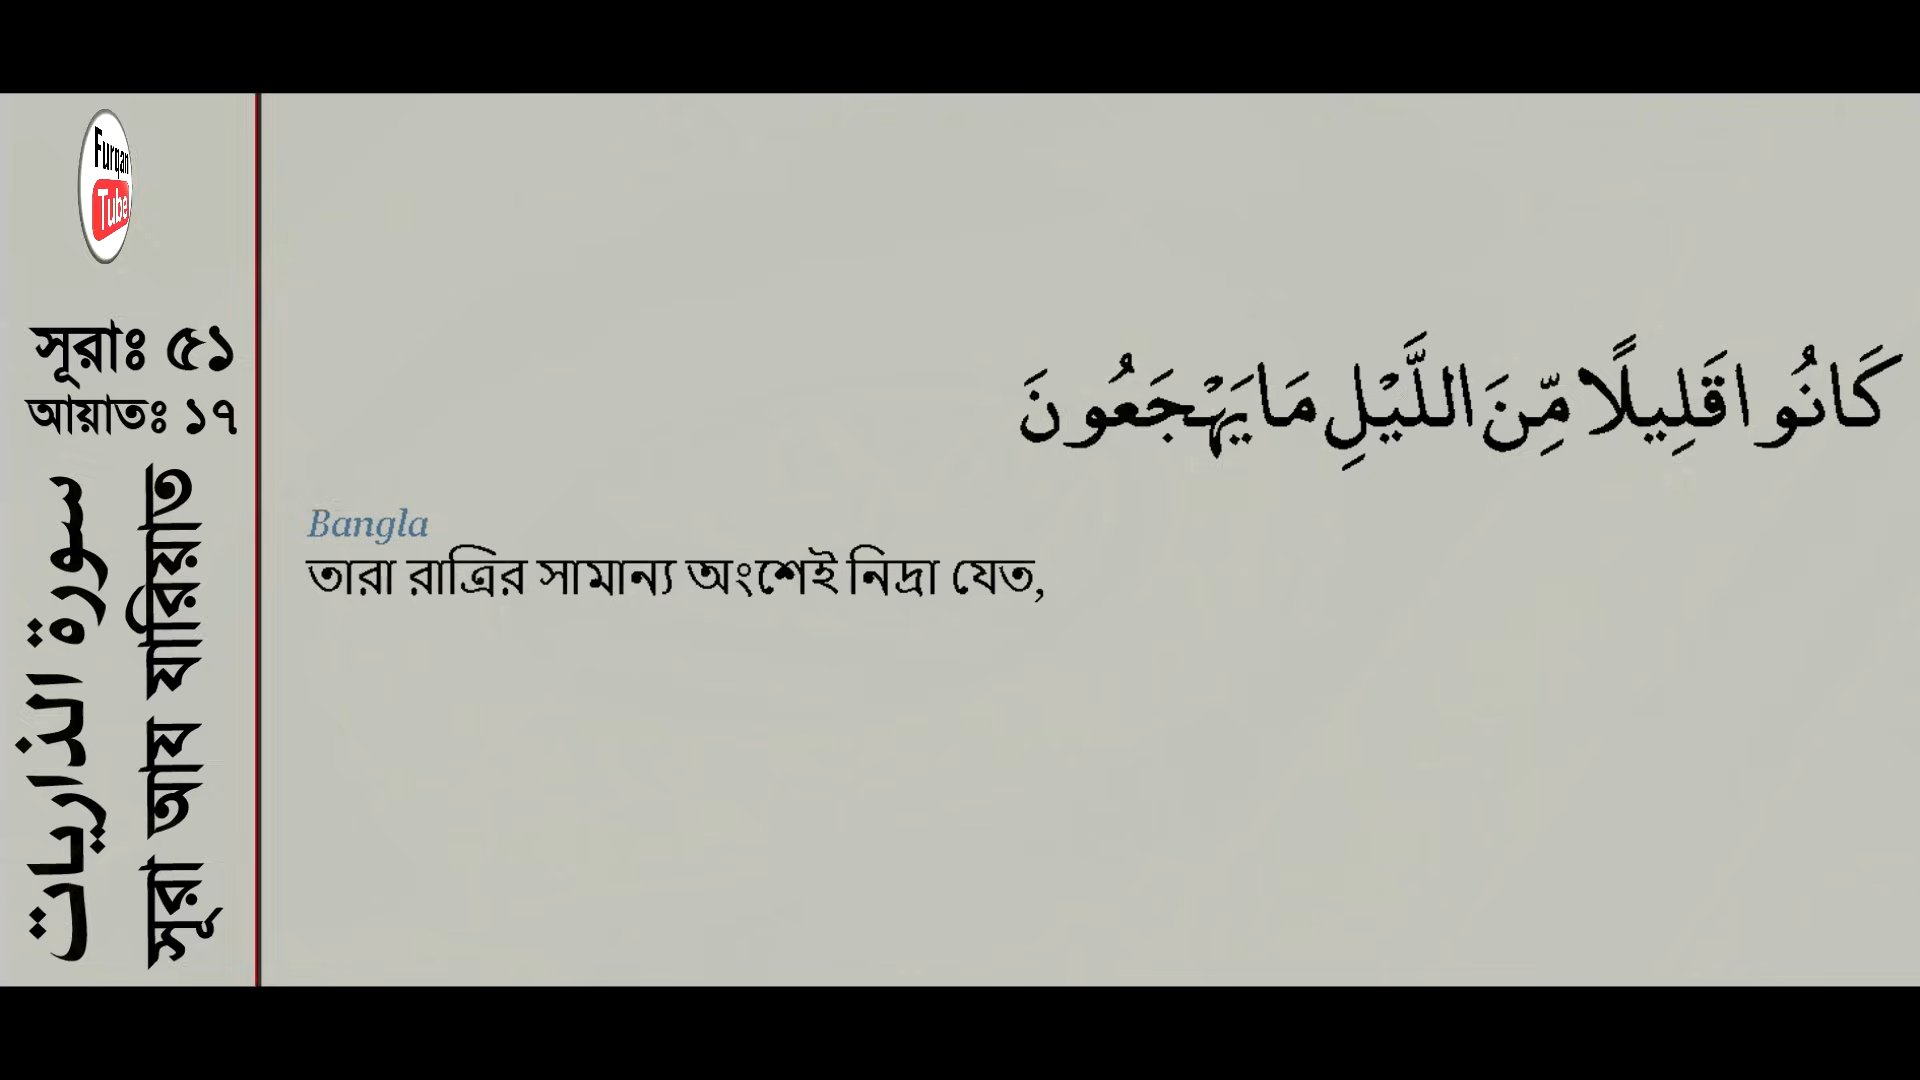 Furqan
Tube
সূরাঃ ৫১
আয়াতঃ ১৭
سورة الذاريات
সূরা আয যারিয়াত
كَانُوا قَلِيلًا مِّنَ اللَّيْلِ مَا يَهْجَعُونَ
Bangla
তারা রাত্রির সামান্য অংশেই নিদ্রা যেত,